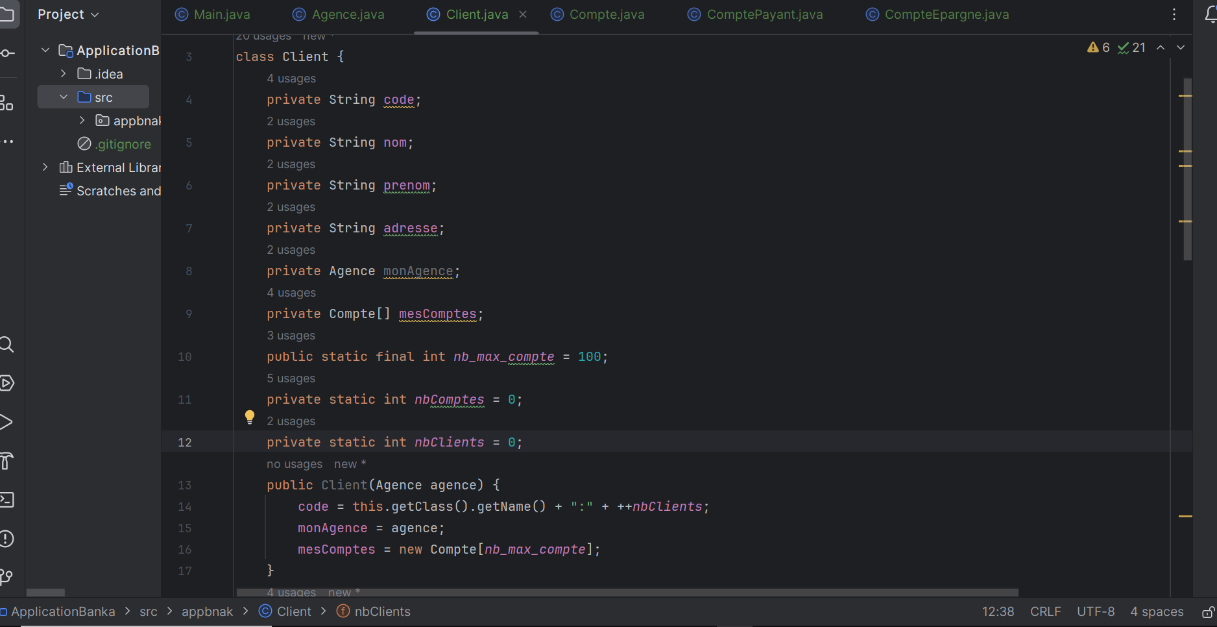 Project
Main.java
Agence.java
Client.java
Compte.java
ComptePayant.java
CompteEpargne.java
ApplicationB
.idea
src
appbnak
.gitignore
External Librar
Scratches and
6
21
20 usages new *
3 class Client {
4 usages
4 private String code;
2 usages
5 private String nom;
2 usages
6 private String prenom;
2 usages
7 private String adresse;
2 usages
8 private Agence monAgence;
4 usages
9 private Compte[] mesComptes;
3 usages
10 public static final int nb_max_compte = 100;
5 usages
11 private static int nbComptes = 0;
2 usages
12 private static int nbClients = 0;
no usages new *
13 public Client(Agence agence) {
14 code = this.getClass().getName() + ":" + ++nbClients;
15 monAgence = agence;
16 mesComptes = new Compte[nb_max_compte];
17 }
4 usages new *
ApplicationBanka > src > appbnak > Client > nbClients
12:38 CRLF UTF-8 4 spaces